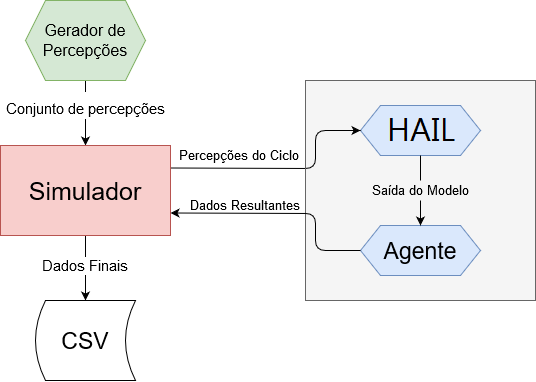 Gerador de
Percepções
Conjunto de percepções
Simulador
Percepções do Ciclo
HAIL
Saída do Modelo
Dados Resultantes
Agente
Dados Finais
CSV